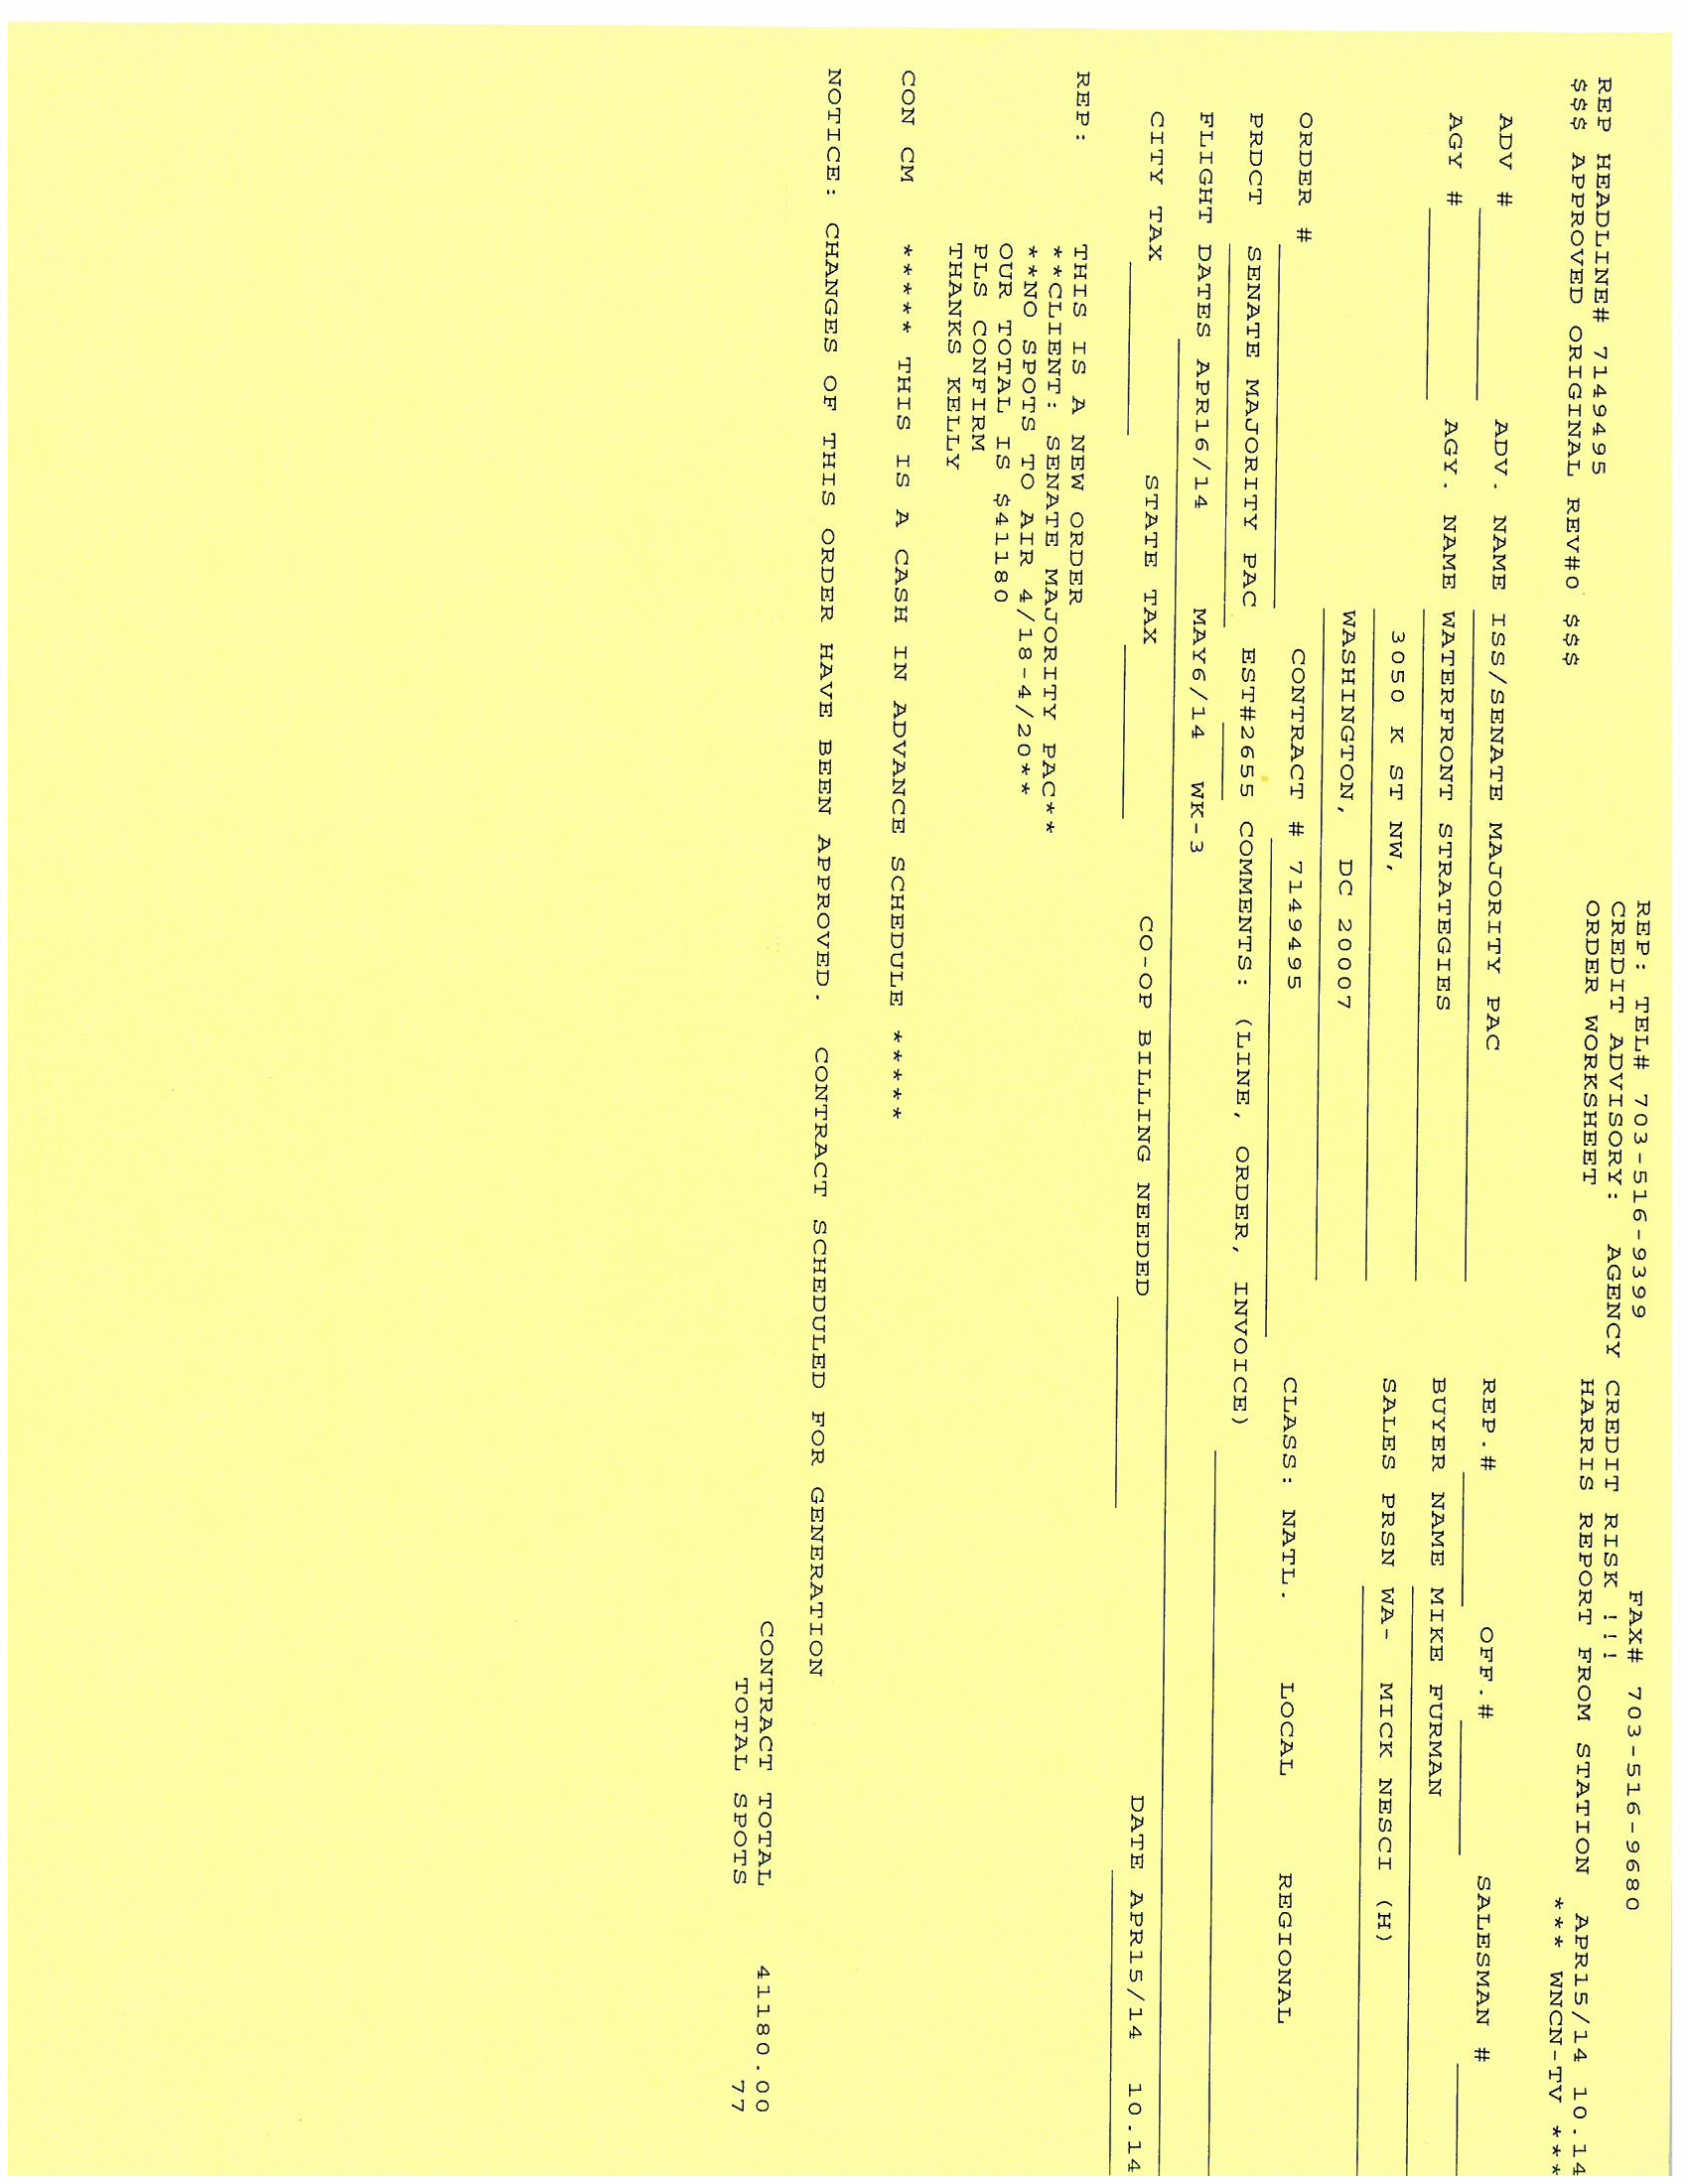 REP: TEL# 703-516-9399 FAX# 703-516-9680
CREDIT ADVISORY: AGENCY CREDIT RISK !!!
REP HEADLINE# 7149495 ORDER WORKSHEET HARRIS REPORT FROM STATION APR15/14 10.14
$$$ APPROVED ORIGINAL REV#0 $$$ *** WNCN-TV ***
ADV # ADV. NAME ISS/SENATE MAJORITY PAC REP.# OFF.# SALESMAN #
AGY # AGY. NAME WATERFRONT STRATEGIES BUYER NAME MIKE FURMAN
3050 K ST NW, SALES PRSN WA- MICK NESCI (H)
WASHINGTON, DC 20007
ORDER # CONTRACT # 7149495 CLASS: NATL. LOCAL REGIONAL
PRDCT SENATE MAJORITY PAC EST#2655 COMMENTS: (LINE, ORDER, INVOICE)
FLIGHT DATES APR16/14 MAY6/14 WK-3
CITY TAX STATE TAX CO-OP BILLING NEEDED DATE APR15/14 10.14
REP: THIS IS A NEW ORDER
**CLIENT: SENATE MAJORITY PAC**
**NO SPOTS TO AIR 4/18-4/20**
OUR TOTAL IS $41180
PLS CONFIRM
THANKS KELLY
CON CM ***** THIS IS A CASH IN ADVANCE SCHEDULE *****
NOTICE: CHANGES OF THIS ORDER HAVE BEEN APPROVED. CONTRACT SCHEDULED FOR GENERATION
CONTRACT TOTAL 41180.00
TOTAL SPOTS 77